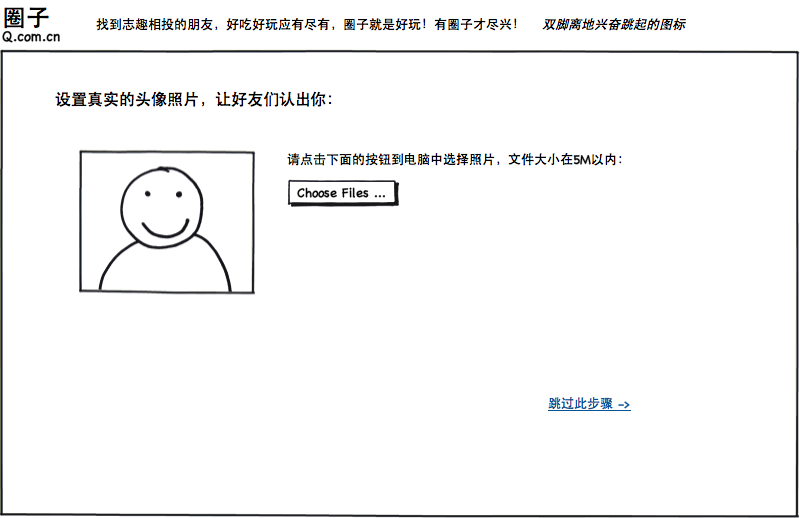 圈子
Q.com.cn
找到志趣相投的朋友，好吃好玩应有尽有，圈子就是好玩！有圈子才尽兴！ 双脚离地兴奋跳起的图标
设置真实的头像照片，让好友们认出你：
请点击下面的按钮到电脑中选择照片，文件大小在5M以内：
Choose Files ...
跳过此步骤 ->